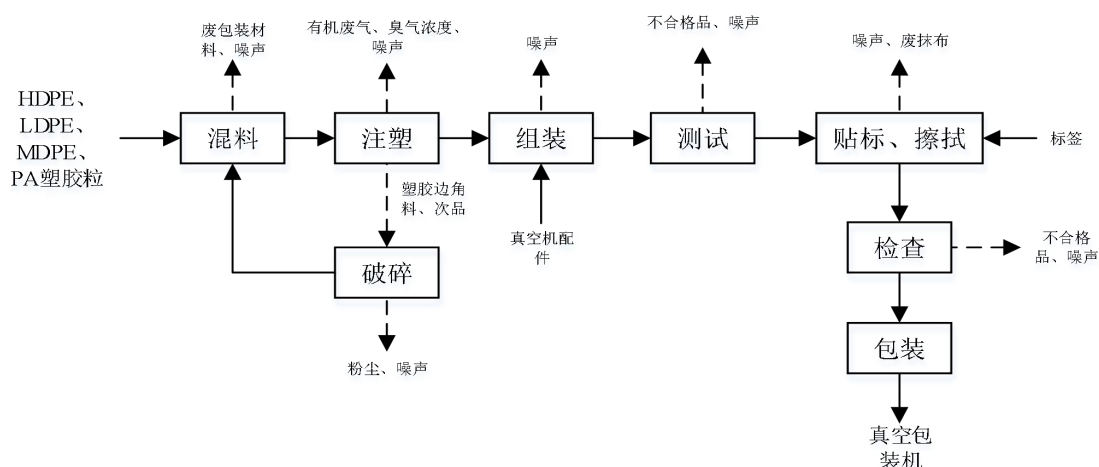 废包装材
料、噪声
有机废气、臭气浓度、
噪声
噪声
不合格品、噪声
噪声、废抹布
HDPE、
LDPE、
MDPE、
PA塑胶粒
混料
注塑
组装
测试
贴标、擦拭
标签
塑胶边角
料、次品
真空机配
件
破碎
检查
不合格
品、噪声
粉尘、噪声
包装
真空包
装机